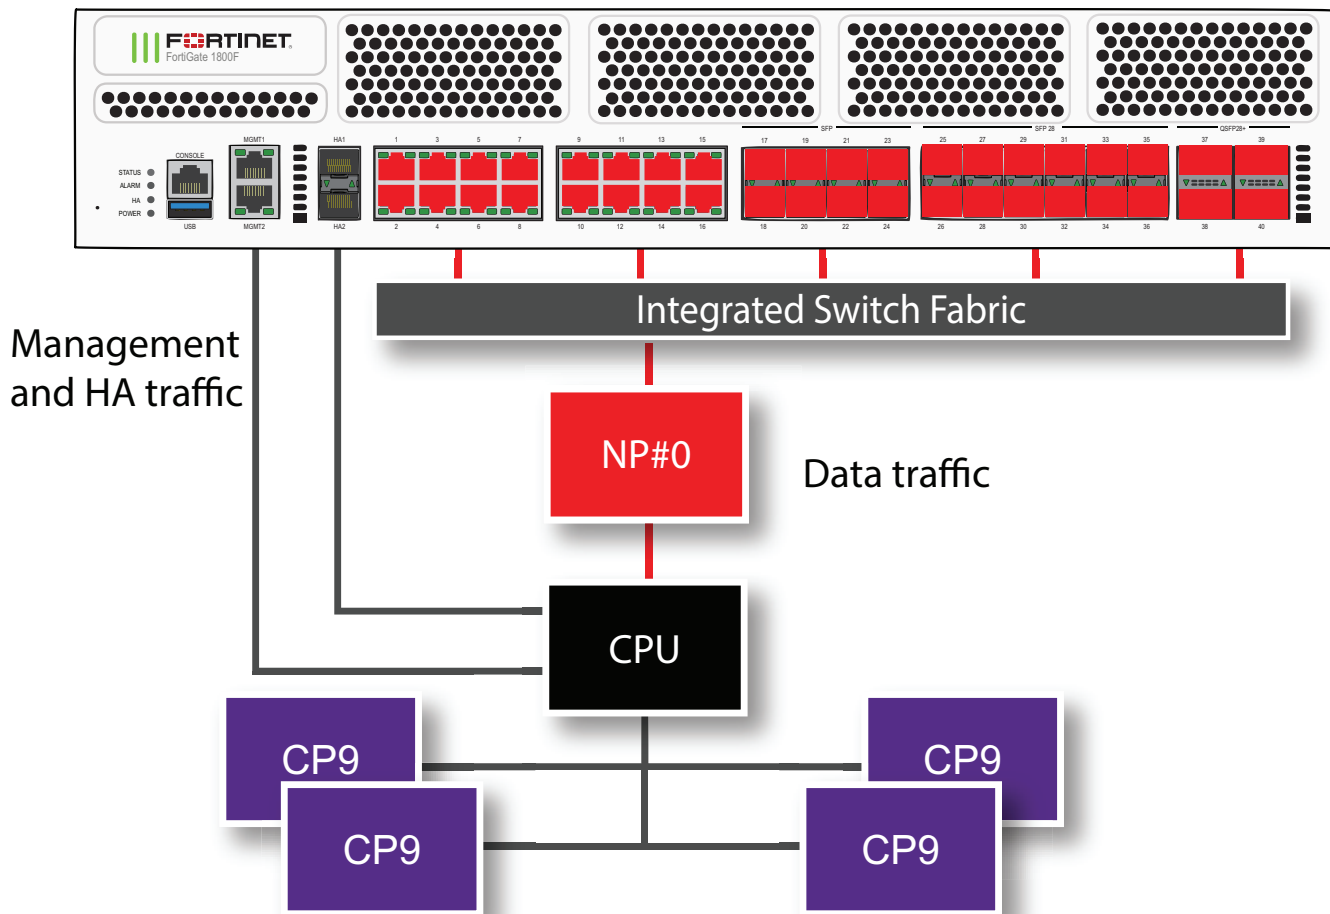 FORTINET
FortiGate 1800F
SFP
SFP 28
QSFP28+
MGMT1
HA1
1 3 5 7
9 11 13 15
17 19 21 23
25 27 29 31 33 35
37 39
CONSOLE
STATUS
ALARM
HA
POWER
USB
MGMT2
HA2
2 4 6 8
10 12 14 16
18 20 22 24
26 28 30 32 34 36
38 40
Integrated Switch Fabric
Management
and HA traffic
NP#0
Data traffic
CPU
CP9
CP9
CP9
CP9